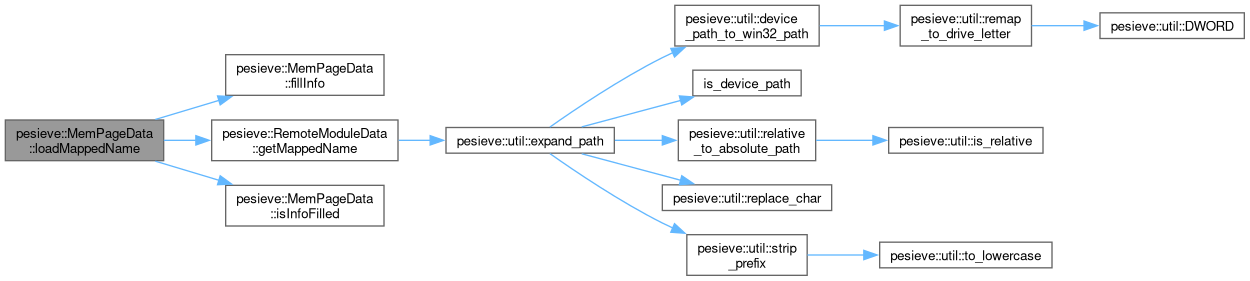 pesieve::MemPageData
::loadMappedName
pesieve::MemPageData
::fillInfo
pesieve::RemoteModuleData
::getMappedName
pesieve::MemPageData
::isInfoFilled
pesieve::util::expand_path
pesieve::util::device
_path_to_win32_path
is_device_path
pesieve::util::relative
_to_absolute_path
pesieve::util::replace_char
pesieve::util::strip
_prefix
pesieve::util::remap
_to_drive_letter
pesieve::util::is_relative
pesieve::util::to_lowercase
pesieve::util::DWORD